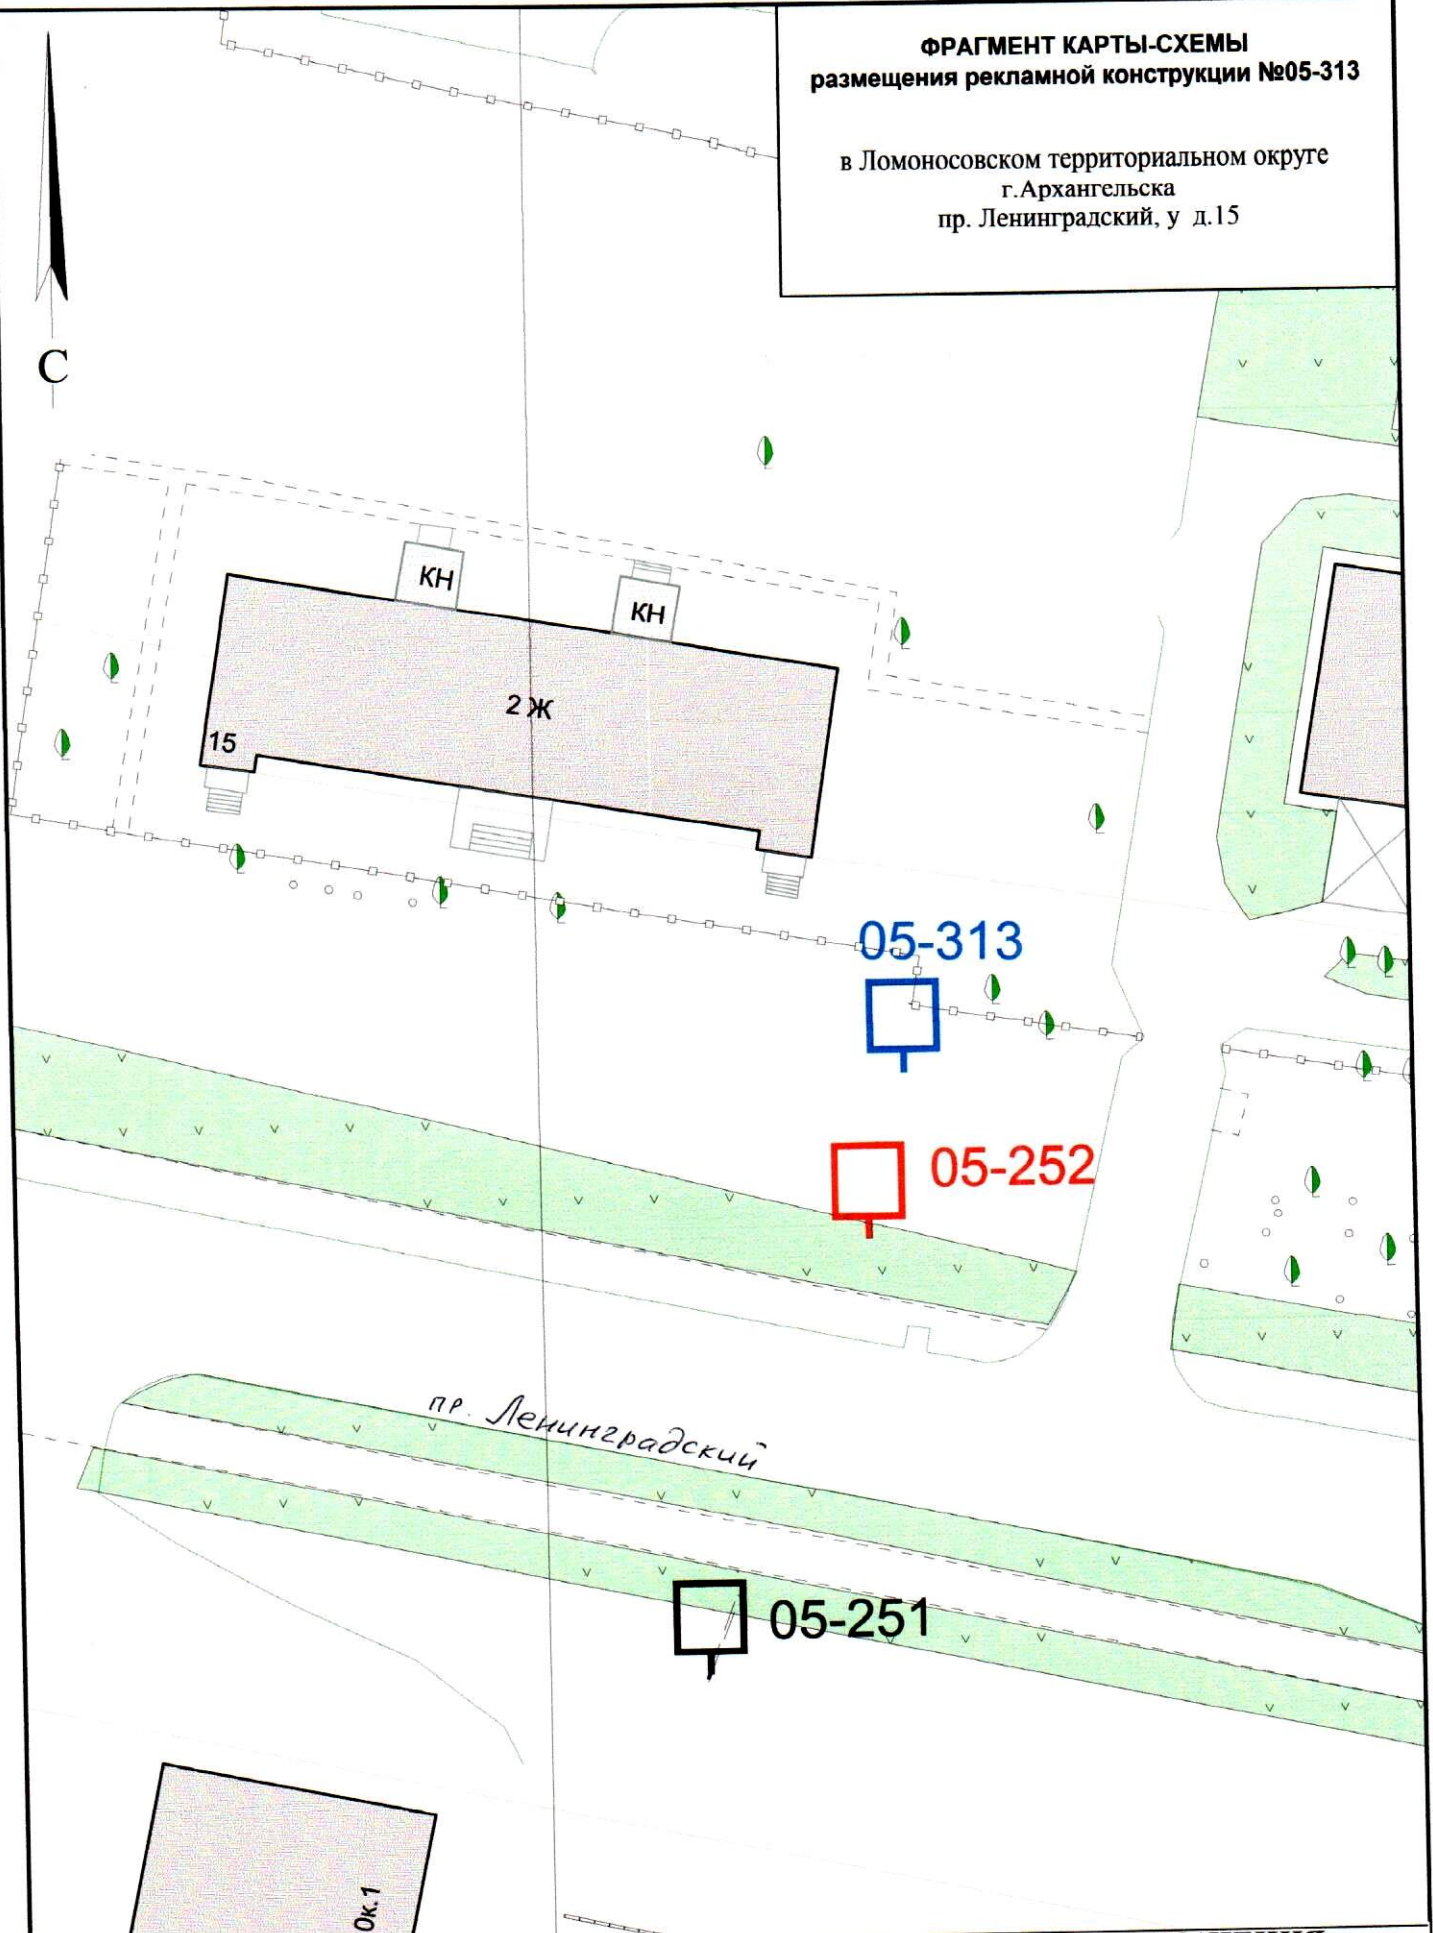 ФРАГМЕНТ КАРТЫ-СХЕМЫ
размещения рекламной конструкции №05-313
в Ломоносовском территориальном округе
г.Архангельска
пр. Ленинградский, у д.15
С
КН
КН
2 Ж
15
05-313
05-252
пр. Ленинградский
05-251